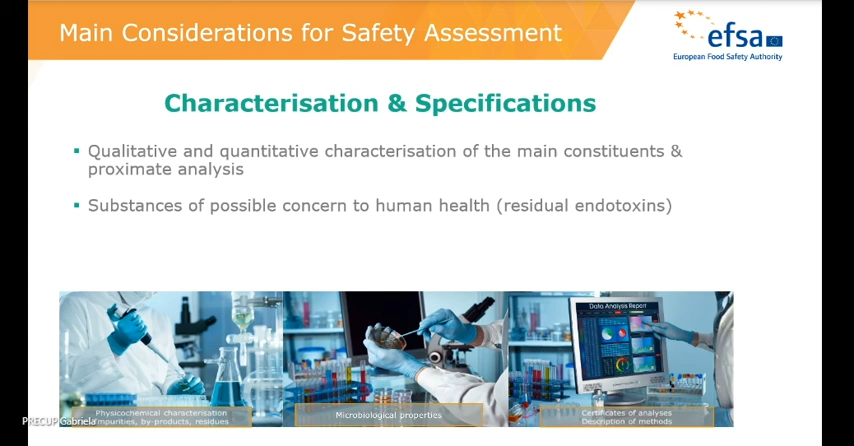 Main Considerations for Safety Assessment
efsa
European Food Safety Authority
Characterisation & Specifications
Qualitative and quantitative characterisation of the main constituents &
proximate analysis
Substances of possible concern to human health (residual endotoxins)
Data Analysis Report
Physicochemical characterisation
Impurities, by-products, residues
Microbiological properties
Certificates of analyses
Description of methods
PRECUP Gabriela